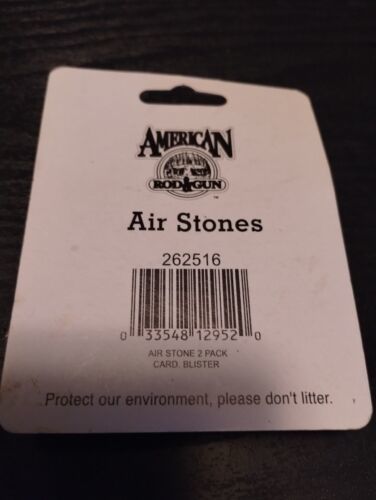 AMERICAN
ROD & GUN
TM
Air Stones
262516
0 33548 12952 0
AIR STONE 2 PACK
CARD. BLISTER
Protect our environment, please don't litter.